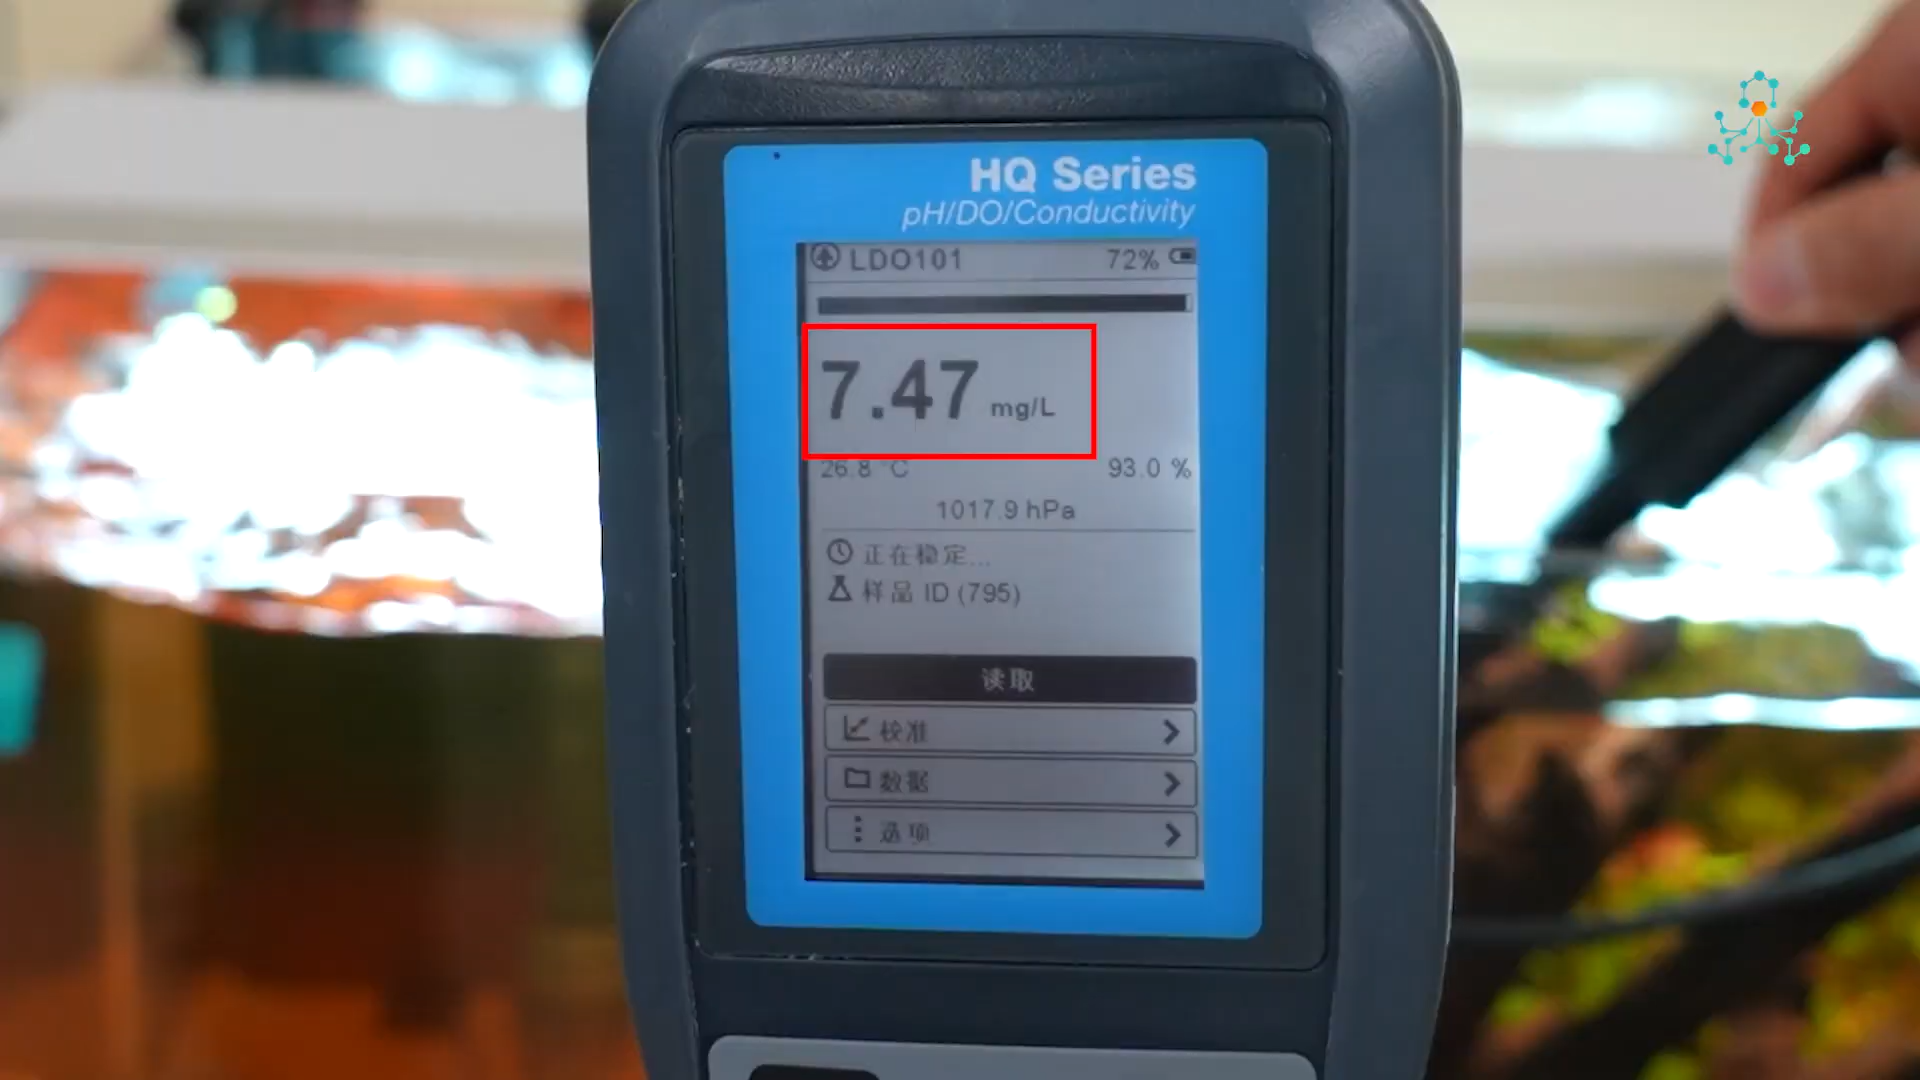 HQ Series
pH/DO/Conductivity
LDO101 72%
7.47 mg/L
26.8 °C 93.0 %
1017.9 hPa
正在稳定...
样品 ID (795)
读取
校准
数据
选项